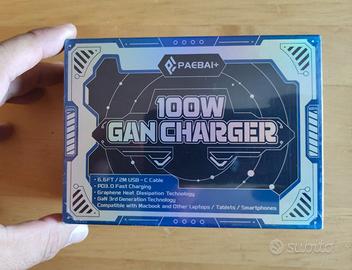 PAEBAI+
100W
GAN CHARGER
• 6.6FT / 2M USB - C Cable
• PD3.0 Fast Charging
• Graphene Heat Dissipation Technology
• GaN 3rd Generation Technology
Compatible with Macbook and Other Laptops / Tablets / Smartphones
subito